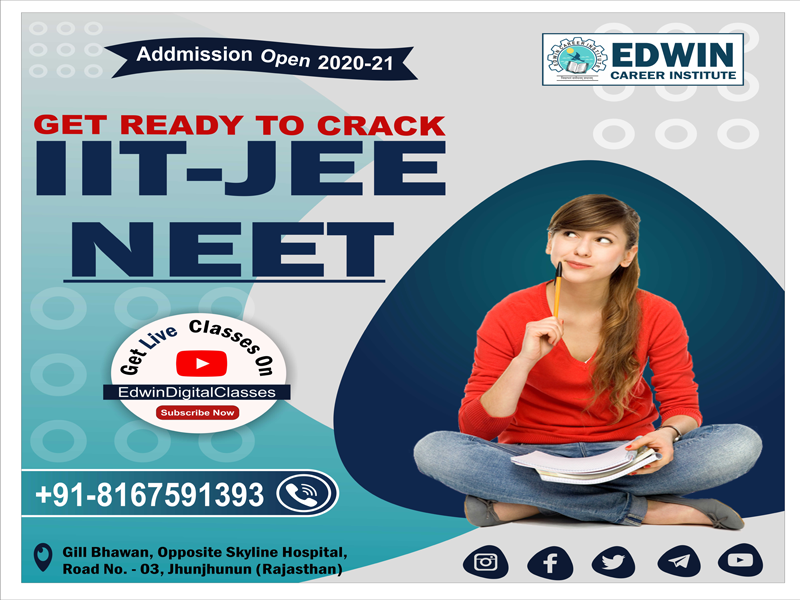 Addmission Open 2020-21
EDWIN
CAREER INSTITUTE
GET READY TO CRACK
IIT-JEE
NEET
Get Live Classes On
EdwinDigitalClasses
Subscribe Now
+91-8167591393
Gill Bhawan, Opposite Skyline Hospital,
Road No. - 03, Jhunjhunun (Rajasthan)